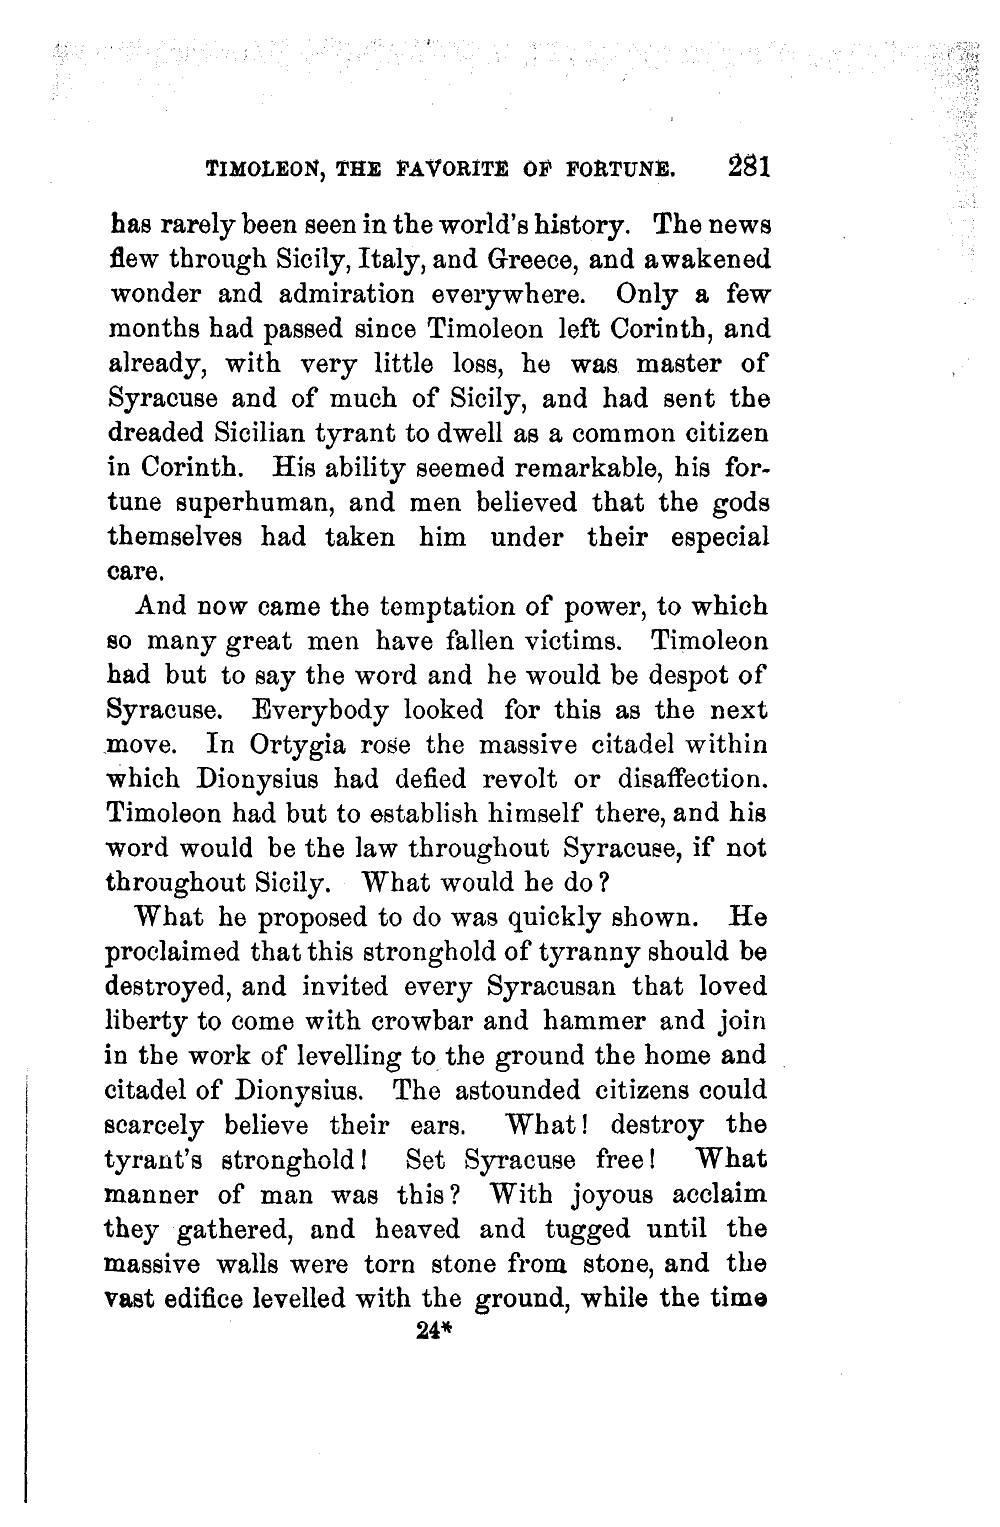 TIMOLEON, THE FAVORITE OF FORTUNE. 281
has rarely been seen in the world's history. The news
flew through Sicily, Italy, and Greece, and awakened
wonder and admiration everywhere. Only a few
months had passed since Timoleon left Corinth, and
already, with very little loss, he was master of
Syracuse and of much of Sicily, and had sent the
dreaded Sicilian tyrant to dwell as a common citizen
in Corinth. His ability seemed remarkable, his for-
tune superhuman, and men believed that the gods
themselves had taken him under their especial
care.
And now came the temptation of power, to which
so many great men have fallen victims. Timoleon
had but to say the word and he would be despot of
Syracuse. Everybody looked for this as the next
move. In Ortygia rose the massive citadel within
which Dionysius had defied revolt or disaffection.
Timoleon had but to establish himself there, and his
word would be the law throughout Syracuse, if not
throughout Sicily. What would he do?
What he proposed to do was quickly shown. He
proclaimed that this stronghold of tyranny should be
destroyed, and invited every Syracusan that loved
liberty to come with crowbar and hammer and join
in the work of levelling to the ground the home and
citadel of Dionysius. The astounded citizens could
scarcely believe their ears. What! destroy the
tyrant's stronghold! Set Syracuse free! What
manner of man was this? With joyous acclaim
they gathered, and heaved and tugged until the
massive walls were torn stone from stone, and the
vast edifice levelled with the ground, while the time
24*